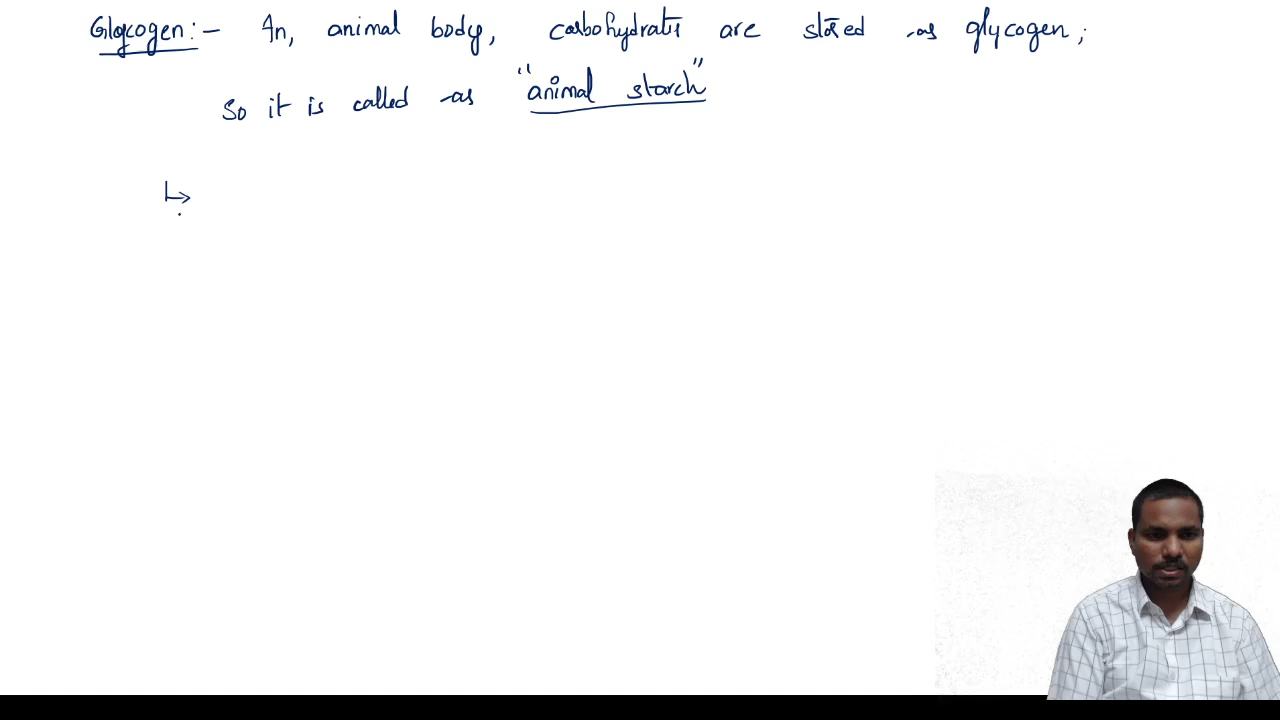 Glycogen:- In, animal body, carbohydrates are stored as glycogen;
So it is called as "animal starch"
↳